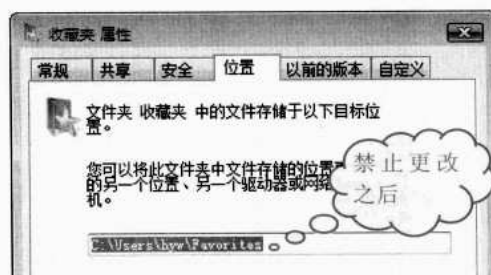 收藏夹 属性
常规 共享 安全 位置 以前的版本 自定义
文件夹 收藏夹 中的文件存储于以下目标位
置。
您可以将此文件夹中文件存储的位置
的另一个位置、另一个驱动器或网络
机。
禁止更改
之后
C:\Users\hyw\Favorites